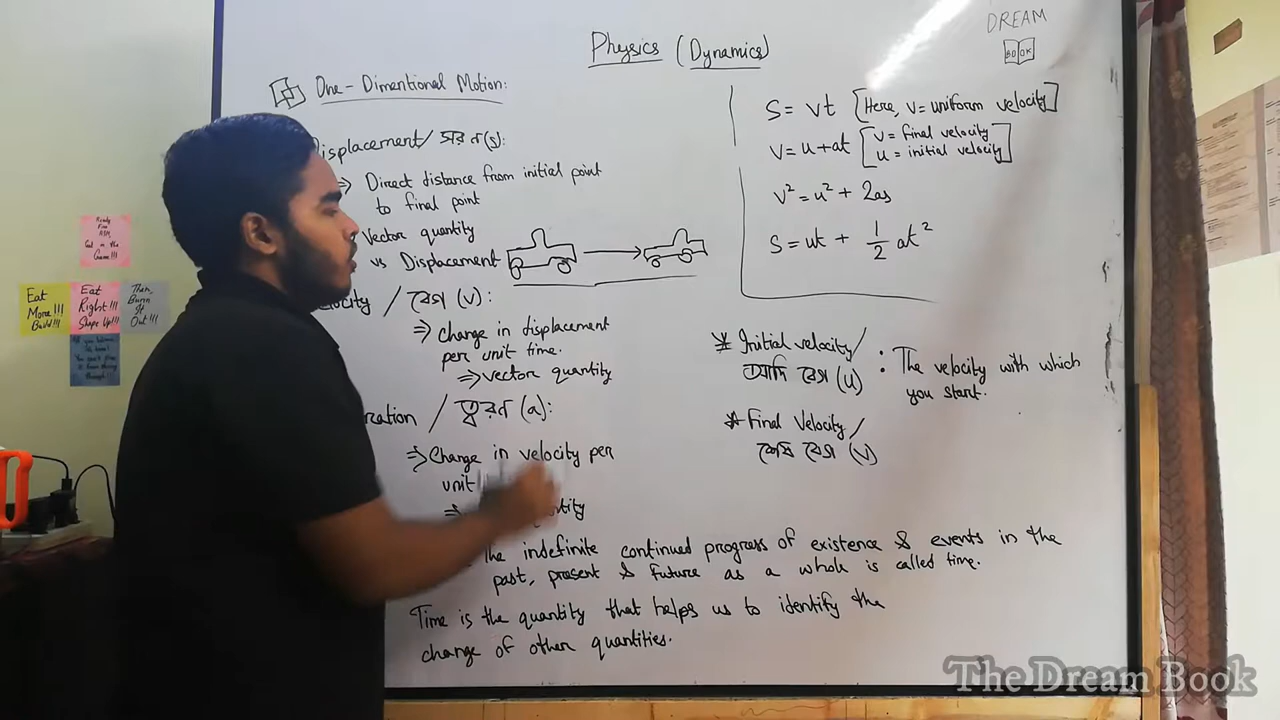 Physics (Dynamics)
DREAM
BOOK
One-Dimentional Motion:
Displacement/ সরণ (s):
⇒ Direct distance from initial point
to final point
Vector quantity
vs Displacement
ocity / বেগ (v):
⇒ change in displacement
per unit time.
⇒ vector quantity
ration / ত্বরণ (a):
⇒ Change in velocity per
unit
the indefinite continued progress of existence & events in the
past, present & future as a whole is called time.
Time is the quantity that helps us to identify the
change of other quantities.
S = vt [Here, v = uniform velocity]
v = u + at [v = final velocity
u = initial velocity]
v² = u² + 2as
S = ut + 1/2 at²
* Initial velocity/
আদি বেগ (u) : The velocity with which
you start.
* Final Velocity/
শেষ বেগ (v)
Eat
More!!!
Build!!!
Eat
Right!!!
Shape Up!!!
Then,
Burn
It
Out!!!
The Dream Book